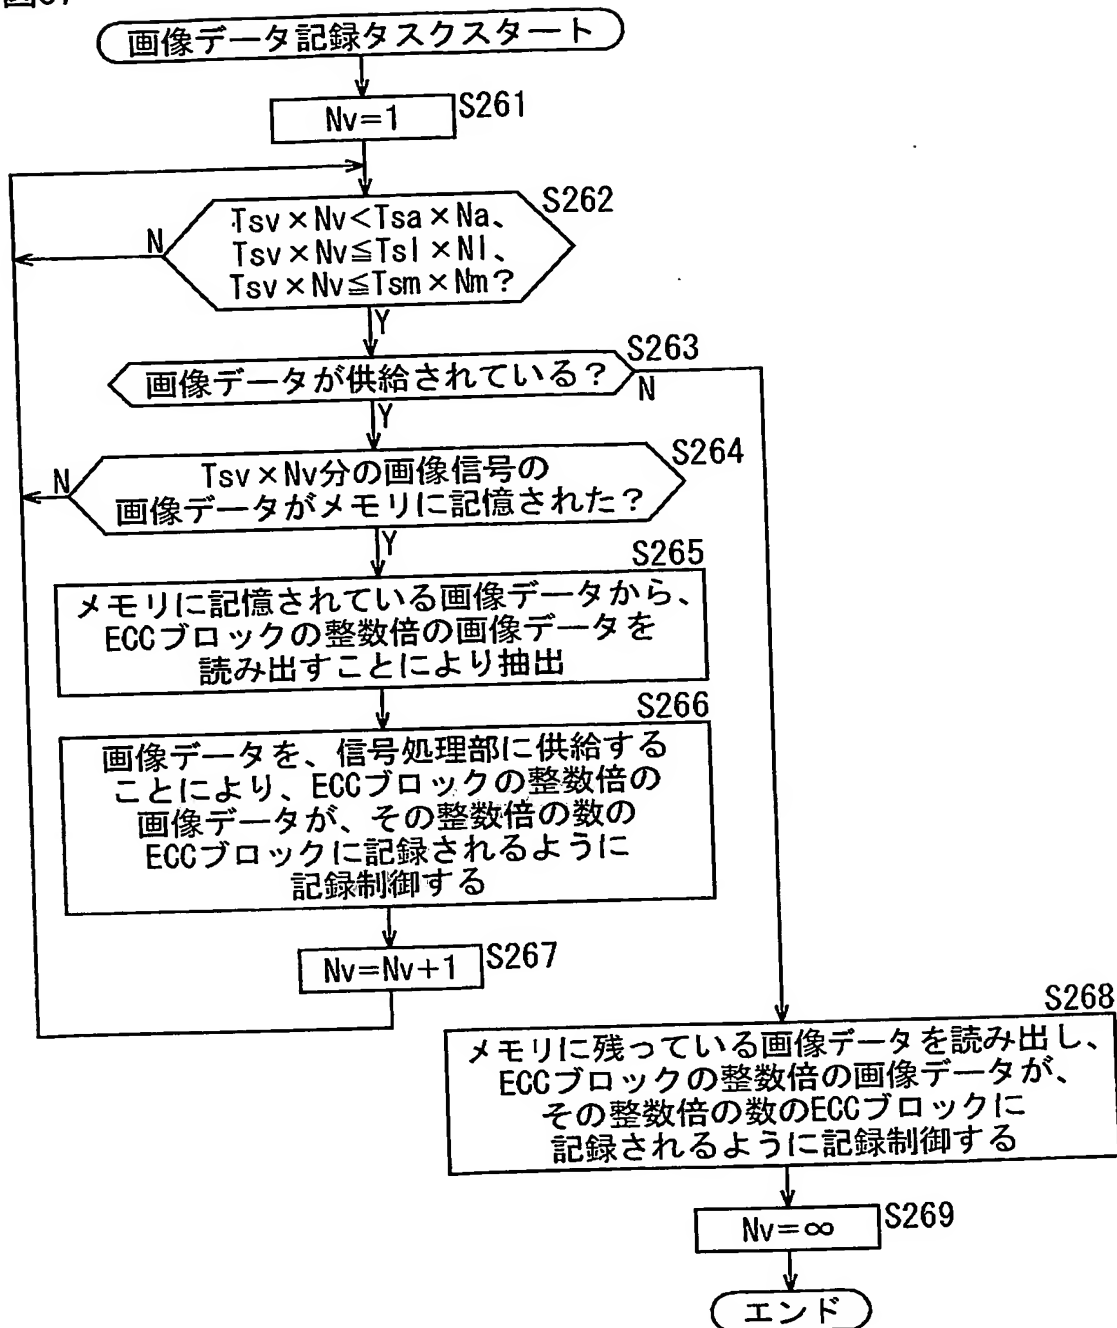 画像データ記録タスクスタート
Nv=1
S261
Tsv×Nv<Tsa×Na、
Tsv×Nv≦Tsl×Nl、
Tsv×Nv≦Tsm×Nm?
S262
N
Y
画像データが供給されている?
S263
N
Y
Tsv×Nv分の画像信号の
画像データがメモリに記憶された?
S264
N
Y
S265
メモリに記憶されている画像データから、
ECCブロックの整数倍の画像データを
読み出すことにより抽出
S266
画像データを、信号処理部に供給する
ことにより、ECCブロックの整数倍の
画像データが、その整数倍の数の
ECCブロックに記録されるように
記録制御する
Nv=Nv+1
S267
S268
メモリに残っている画像データを読み出し、
ECCブロックの整数倍の画像データが、
その整数倍の数のECCブロックに
記録されるように記録制御する
Nv=∞
S269
エンド